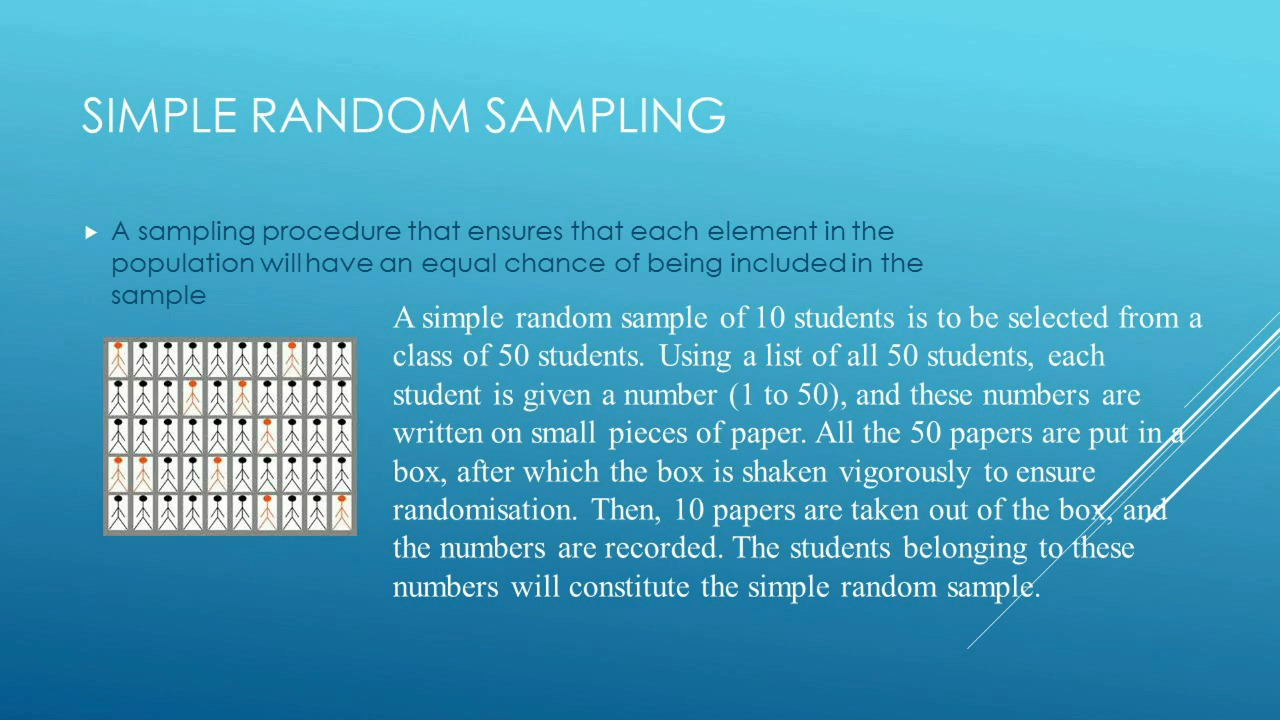 SIMPLE RANDOM SAMPLING
A sampling procedure that ensures that each element in the
population will have an equal chance of being included in the
sample
A simple random sample of 10 students is to be selected from a
class of 50 students. Using a list of all 50 students, each
student is given a number (1 to 50), and these numbers are
written on small pieces of paper. All the 50 papers are put in a
box, after which the box is shaken vigorously to ensure
randomisation. Then, 10 papers are taken out of the box, and
the numbers are recorded. The students belonging to these
numbers will constitute the simple random sample.